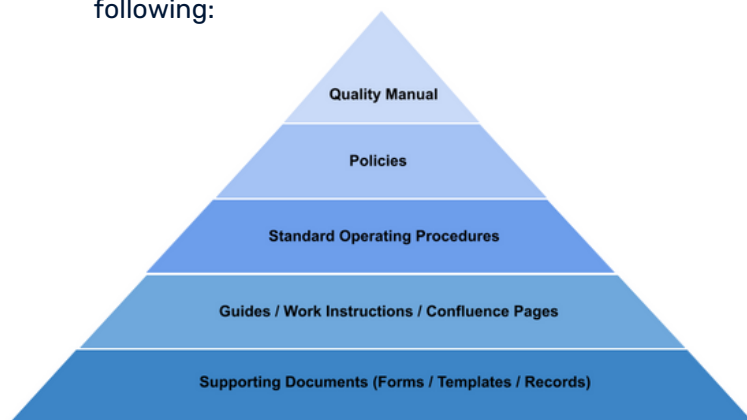 following:
Quality Manual
Policies
Standard Operating Procedures
Guides / Work Instructions / Confluence Pages
Supporting Documents (Forms / Templates / Records)